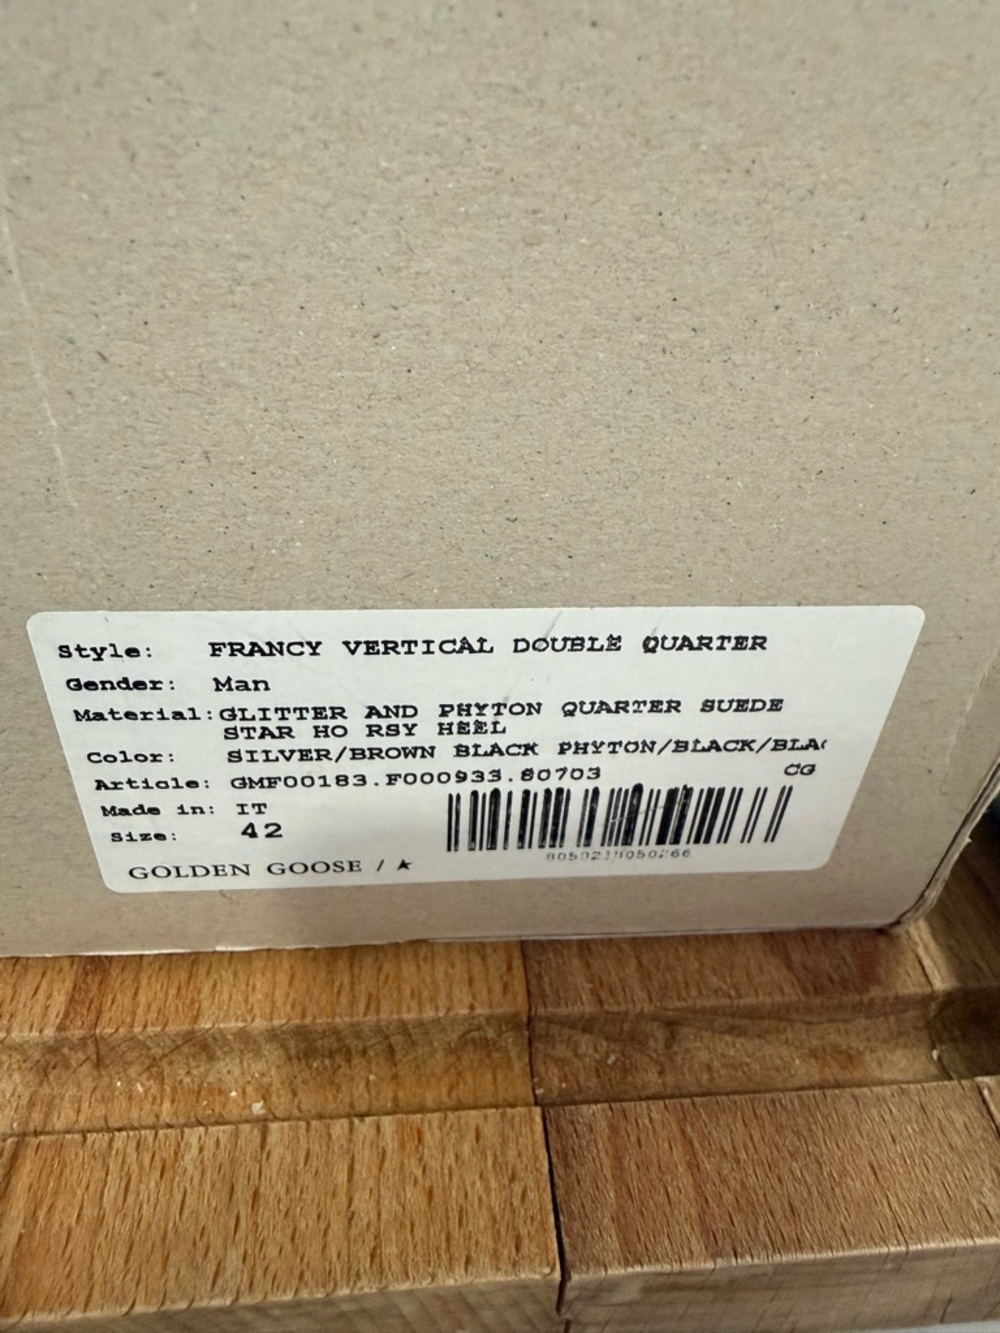 Style: FRANCY VERTICAL DOUBLE QUARTER
Gender: Man
Material: GLITTER AND PHYTON QUARTER SUEDE
STAR HO RSY HEEL
Color: SILVER/BROWN BLACK PHYTON/BLACK/BLA
Article: GMF00183.F000933.80703 CG
Made in: IT
Size: 42
GOLDEN GOOSE / ★